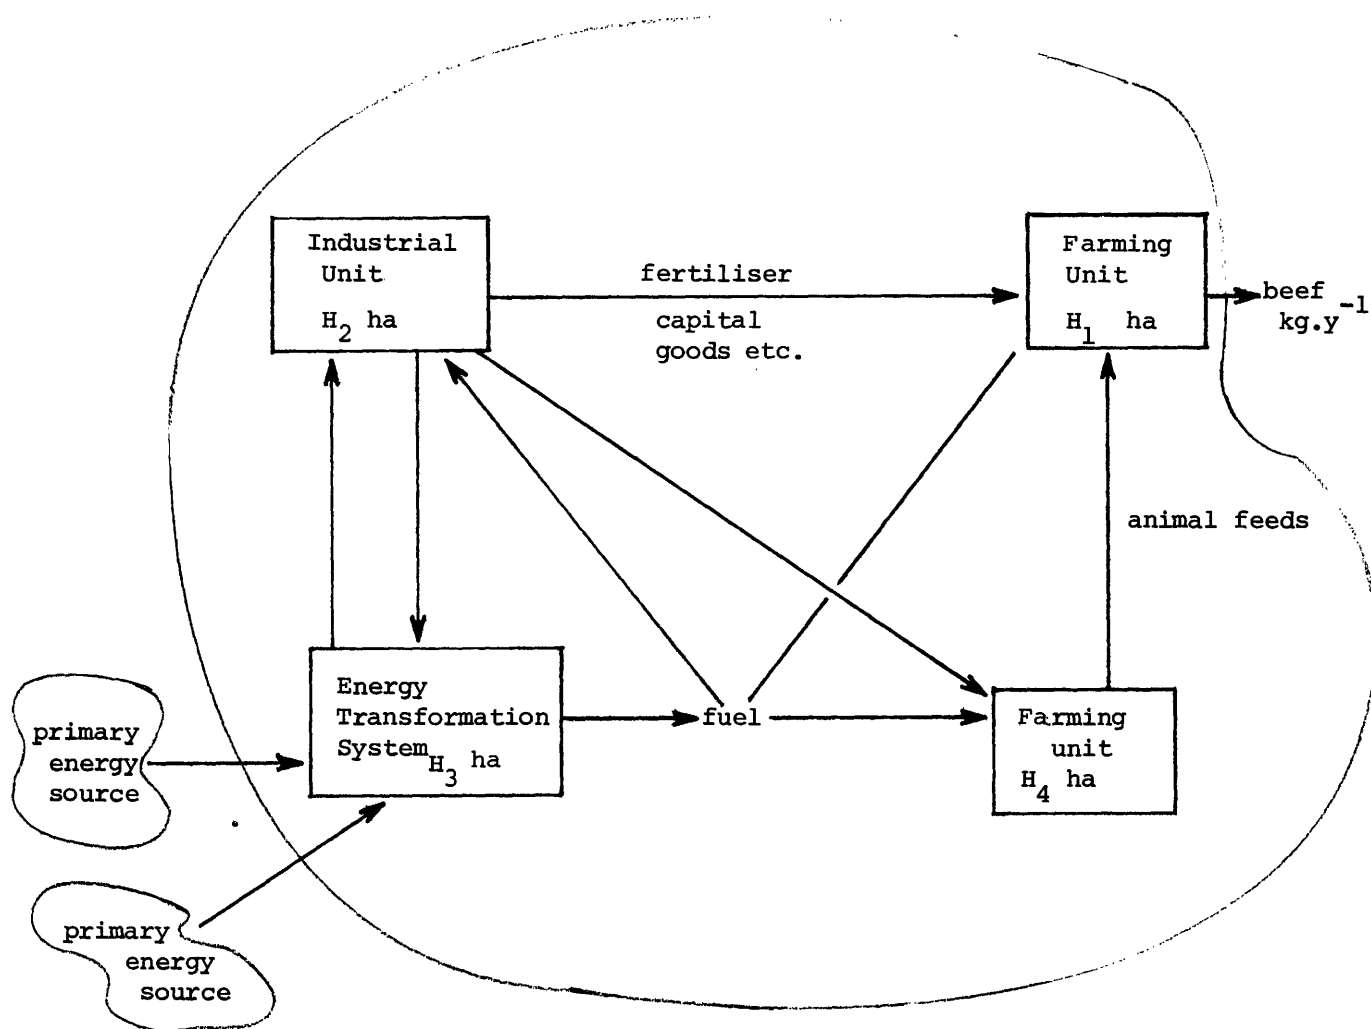 Industrial
Unit
H₂ ha
fertiliser
capital
goods etc.
Farming
Unit
H₁ ha
beef
kg.y⁻¹
animal feeds
Energy
Transformation
System H₃ ha
fuel
Farming
unit
H₄ ha
primary
energy
source
primary
energy
source